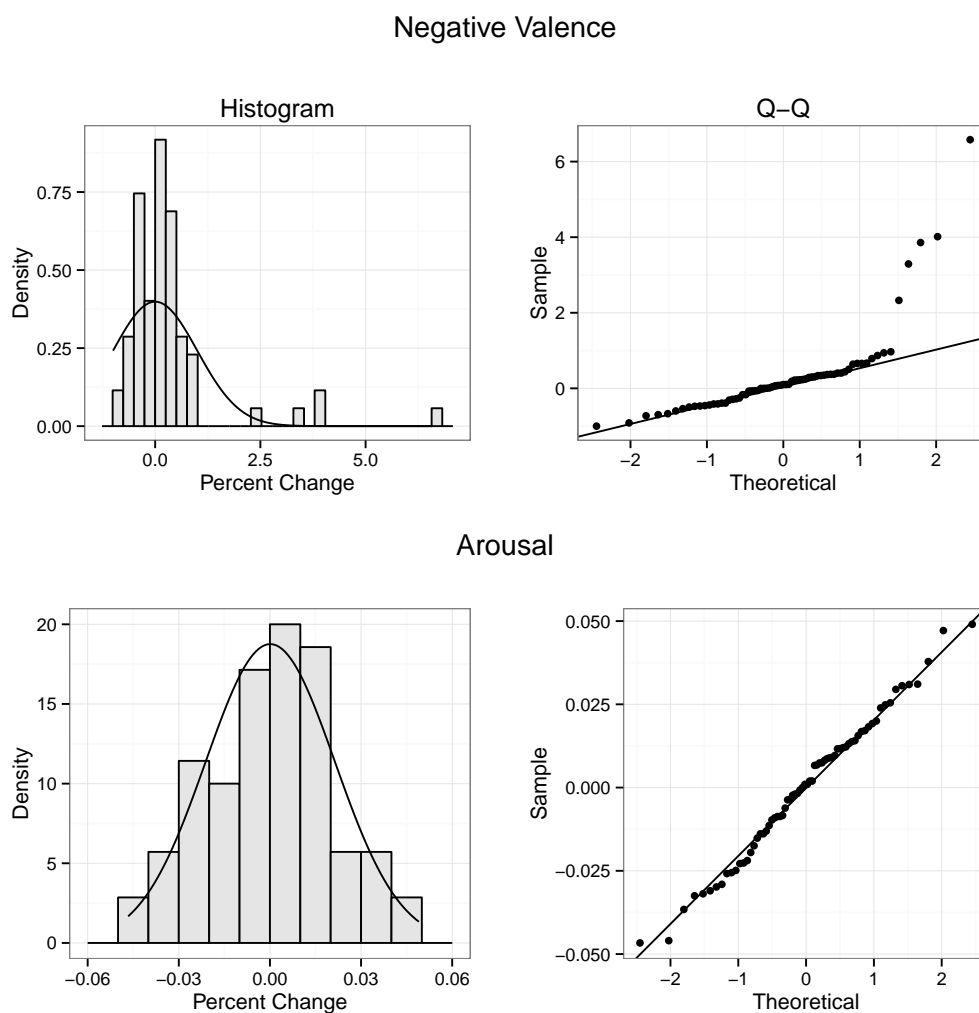 Negative Valence
Histogram
0.75
0.50
0.25
0.00
Density
0.0 2.5 5.0
Percent Change
Q−Q
6
4
2
0
Sample
−2 −1 0 1 2
Theoretical
Arousal
20
15
10
5
0
Density
−0.06 −0.03 0.00 0.03 0.06
Percent Change
0.050
0.025
0.000
−0.025
−0.050
Sample
−2 −1 0 1 2
Theoretical